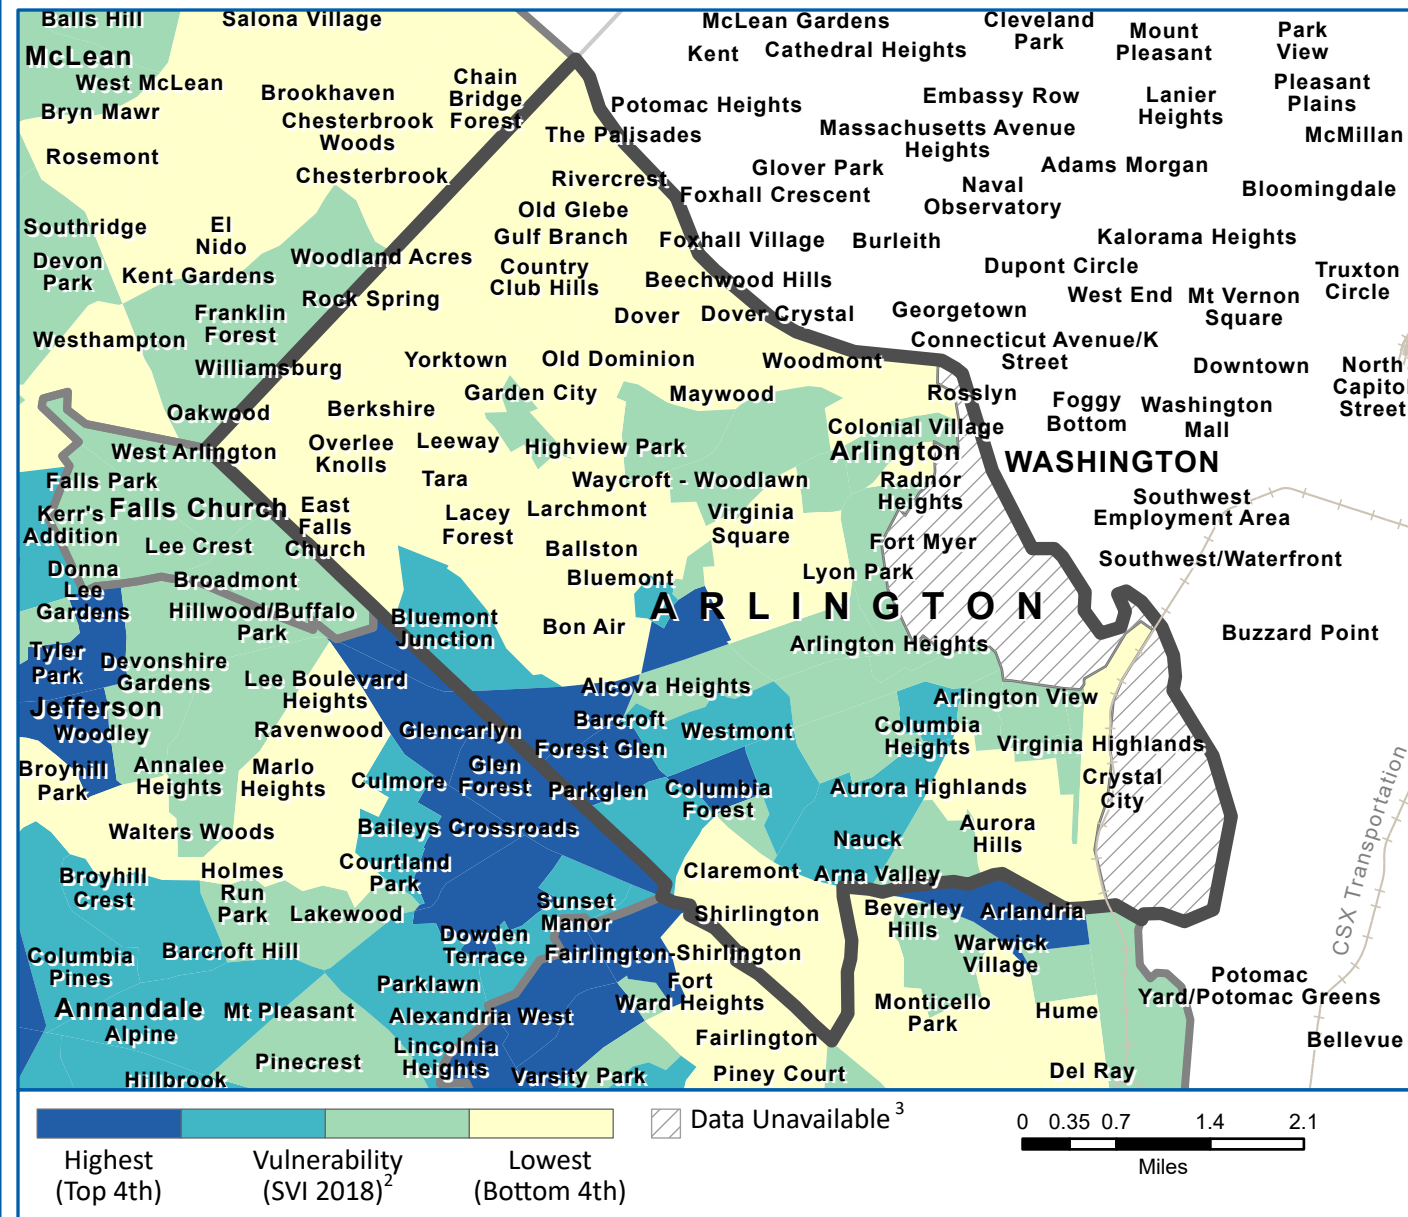 Balls Hill
Salona Village
McLean Gardens
Cleveland
Park
Mount
Pleasant
Park
View
McLean
Kent
Cathedral Heights
West McLean
Brookhaven
Chain
Bridge
Forest
Potomac Heights
Embassy Row
Lanier
Heights
Pleasant
Plains
Bryn Mawr
Chesterbrook
Woods
The Palisades
Massachusetts Avenue
Heights
McMillan
Rosemont
Chesterbrook
Rivercrest
Glover Park
Adams Morgan
Foxhall Crescent
Naval
Observatory
Bloomingdale
Southridge
El
Nido
Old Glebe
Gulf Branch
Foxhall Village
Burleith
Kalorama Heights
Devon
Park
Kent Gardens
Woodland Acres
Country
Club Hills
Beechwood Hills
Dupont Circle
Truxton
Circle
Rock Spring
Franklin
Forest
Dover
Dover Crystal
Georgetown
West End
Mt Vernon
Square
Westhampton
Connecticut Avenue/K
Street
Williamsburg
Yorktown
Old Dominion
Woodmont
Downtown
North
Capitol
Street
Oakwood
Berkshire
Garden City
Maywood
Rosslyn
Foggy
Bottom
Washington
Mall
West Arlington
Overlee
Knolls
Leeway
Highview Park
Colonial Village
Arlington
WASHINGTON
Falls Park
Tara
Waycroft - Woodlawn
Radnor
Heights
Southwest
Employment Area
Kerr's
Addition
Falls Church
East
Falls
Church
Lacey
Forest
Larchmont
Virginia
Square
Lee Crest
Ballston
Fort Myer
Southwest/Waterfront
Donna
Lee
Gardens
Broadmont
Bluemont
Lyon Park
Hillwood/Buffalo
Park
Bluemont
Junction
Bon Air
ARLINGTON
Arlington Heights
Buzzard Point
Tyler
Park
Devonshire
Gardens
Lee Boulevard
Heights
Alcova Heights
Arlington View
Jefferson
Woodley
Ravenwood
Glencarlyn
Barcroft
Westmont
Columbia
Heights
Virginia Highlands
Forest Glen
Broyhill
Park
Annalee
Heights
Marlo
Heights
Culmore
Glen
Forest
Parkglen
Columbia
Forest
Aurora Highlands
Crystal
City
Walters Woods
Baileys Crossroads
Nauck
Aurora
Hills
Broyhill
Crest
Holmes
Run
Park
Courtland
Park
Claremont
Arna Valley
Lakewood
Sunset
Manor
Shirlington
Beverley
Hills
Arlandria
Columbia
Pines
Barcroft Hill
Dowden
Terrace
Fairlington-Shirlington
Warwick
Village
CSX Transportation
Parklawn
Fort
Ward Heights
Potomac
Yard/Potomac Greens
Annandale
Mt Pleasant
Alexandria West
Monticello
Park
Hume
Alpine
Fairlington
Bellevue
Pinecrest
Lincolnia
Heights
Hillbrook
Varsity Park
Piney Court
Del Ray
Data Unavailable 3
0 0.35 0.7 1.4 2.1
Miles
Highest
(Top 4th)
Vulnerability
(SVI 2018)2
Lowest
(Bottom 4th)